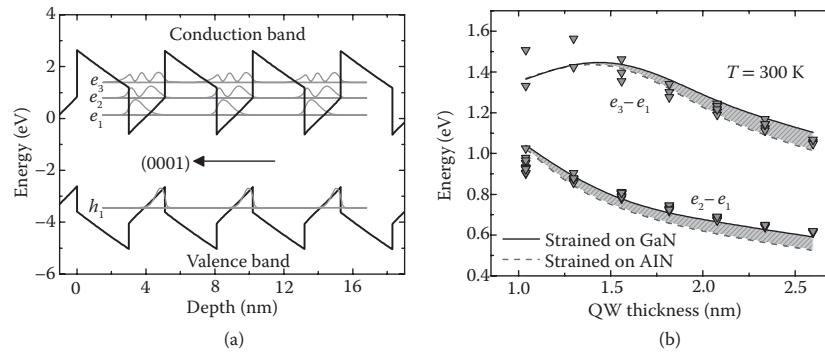 Conduction band
e3
e2
e1
(0001)
h1
Valence band
Energy (eV)
6
4
2
0
−2
−4
−6
0
4
8
12
16
Depth (nm)
(a)
T = 300 K
e3−e1
e2−e1
Strained on GaN
Strained on AlN
Energy (eV)
1.6
1.4
1.2
1.0
0.8
0.6
0.4
1.0
1.5
2.0
2.5
QW thickness (nm)
(b)